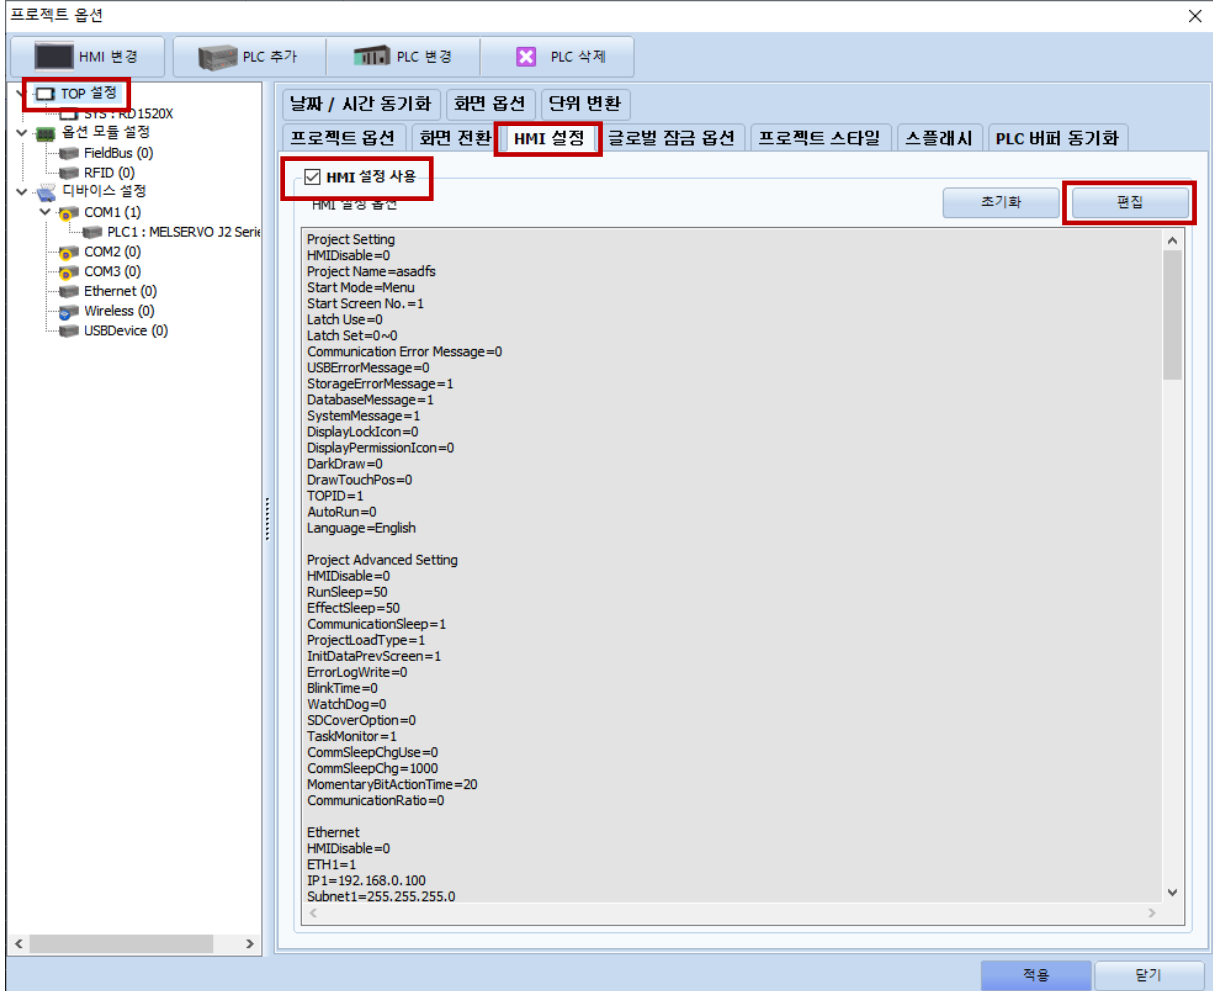 프로젝트 옵션
HMI 변경
PLC 추가
PLC 변경
PLC 삭제
TOP 설정
SYS : RD1520X
옵션 모듈 설정
FieldBus (0)
RFID (0)
디바이스 설정
COM1 (1)
PLC1 : MELSERVO J2 Serie
COM2 (0)
COM3 (0)
Ethernet (0)
Wireless (0)
USBDevice (0)
날짜 / 시간 동기화
화면 옵션
단위 변환
프로젝트 옵션
화면 전환
HMI 설정
글로벌 잠금 옵션
프로젝트 스타일
스플래시
PLC 버퍼 동기화
HMI 설정 사용
HMI 설정 옵션
초기화
편집
Project Setting
HMIDisable=0
Project Name=asadfs
Start Mode=Menu
Start Screen No.=1
Latch Use=0
Latch Set=0~0
Communication Error Message=0
USBErrorMessage=0
StorageErrorMessage=1
DatabaseMessage=1
SystemMessage=1
DisplayLockIcon=0
DisplayPermissionIcon=0
DarkDraw=0
DrawTouchPos=0
TOPID=1
AutoRun=0
Language=English
Project Advanced Setting
HMIDisable=0
RunSleep=50
EffectSleep=50
CommunicationSleep=1
ProjectLoadType=1
InitDataPrevScreen=1
ErrorLogWrite=0
BlinkTime=0
WatchDog=0
SDCoverOption=0
TaskMonitor=1
CommSleepChgUse=0
CommSleepChg=1000
MomentaryBitActionTime=20
CommunicationRatio=0
Ethernet
HMIDisable=0
ETH1=1
IP1=192.168.0.100
Subnet1=255.255.255.0
적용
닫기